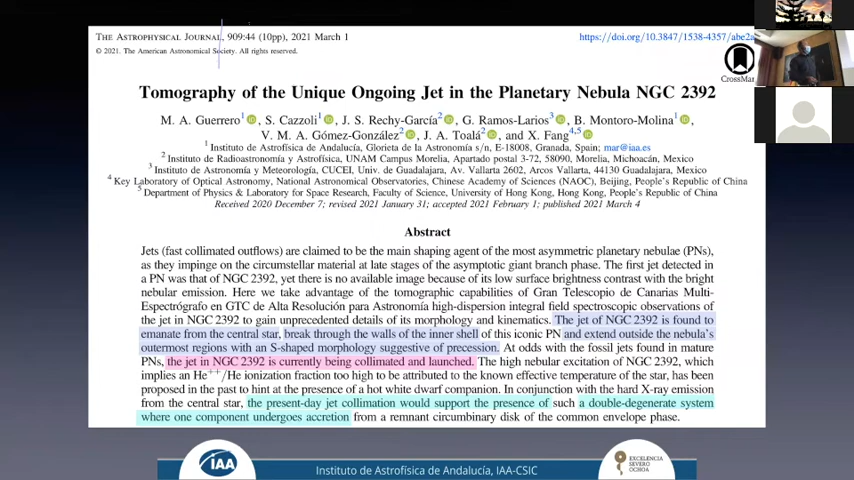 THE ASTROPHYSICAL JOURNAL, 909:44 (10pp), 2021 March 1
https://doi.org/10.3847/1538-4357/abe2a
© 2021. The American Astronomical Society. All rights reserved.
CrossMar
Tomography of the Unique Ongoing Jet in the Planetary Nebula NGC 2392
M. A. Guerrero1, S. Cazzoli1, J. S. Rechy-García2, G. Ramos-Larios3, B. Montoro-Molina1,
V. M. A. Gómez-González2, J. A. Toalá2, and X. Fang4,5
1 Instituto de Astrofísica de Andalucía, Glorieta de la Astronomía s/n, E-18008, Granada, Spain; mar@iaa.es
2 Instituto de Radioastronomía y Astrofísica, UNAM Campus Morelia, Apartado postal 3-72, 58090, Morelia, Michoacán, Mexico
3 Instituto de Astronomía y Meteorología, CUCEI, Univ. de Guadalajara, Av. Vallarta 2602, Arcos Vallarta, 44130 Guadalajara, Mexico
4 Key Laboratory of Optical Astronomy, National Astronomical Observatories, Chinese Academy of Sciences (NAOC), Beijing, People's Republic of China
5 Department of Physics & Laboratory for Space Research, Faculty of Science, University of Hong Kong, Hong Kong, People's Republic of China
Received 2020 December 7; revised 2021 January 31; accepted 2021 February 1; published 2021 March 4
Abstract
Jets (fast collimated outflows) are claimed to be the main shaping agent of the most asymmetric planetary nebulae (PNs),
as they impinge on the circumstellar material at late stages of the asymptotic giant branch phase. The first jet detected in
a PN was that of NGC 2392, yet there is no available image because of its low surface brightness contrast with the bright
nebular emission. Here we take advantage of the tomographic capabilities of Gran Telescopio de Canarias Multi-
Espectrógrafo en GTC de Alta Resolución para Astronomía high-dispersion integral field spectroscopic observations of
the jet in NGC 2392 to gain unprecedented details of its morphology and kinematics. The jet of NGC 2392 is found to
emanate from the central star, break through the walls of the inner shell of this iconic PN and extend outside the nebula's
outermost regions with an S-shaped morphology suggestive of precession. At odds with the fossil jets found in mature
PNs, the jet in NGC 2392 is currently being collimated and launched. The high nebular excitation of NGC 2392, which
implies an He++/He ionization fraction too high to be attributed to the known effective temperature of the star, has been
proposed in the past to hint at the presence of a hot white dwarf companion. In conjunction with the hard X-ray emission
from the central star, the present-day jet collimation would support the presence of such a double-degenerate system
where one component undergoes accretion from a remnant circumbinary disk of the common envelope phase.
IAA
Instituto de Astrofísica de Andalucía, IAA-CSIC
EXCELENCIA
SEVERO
OCHOA